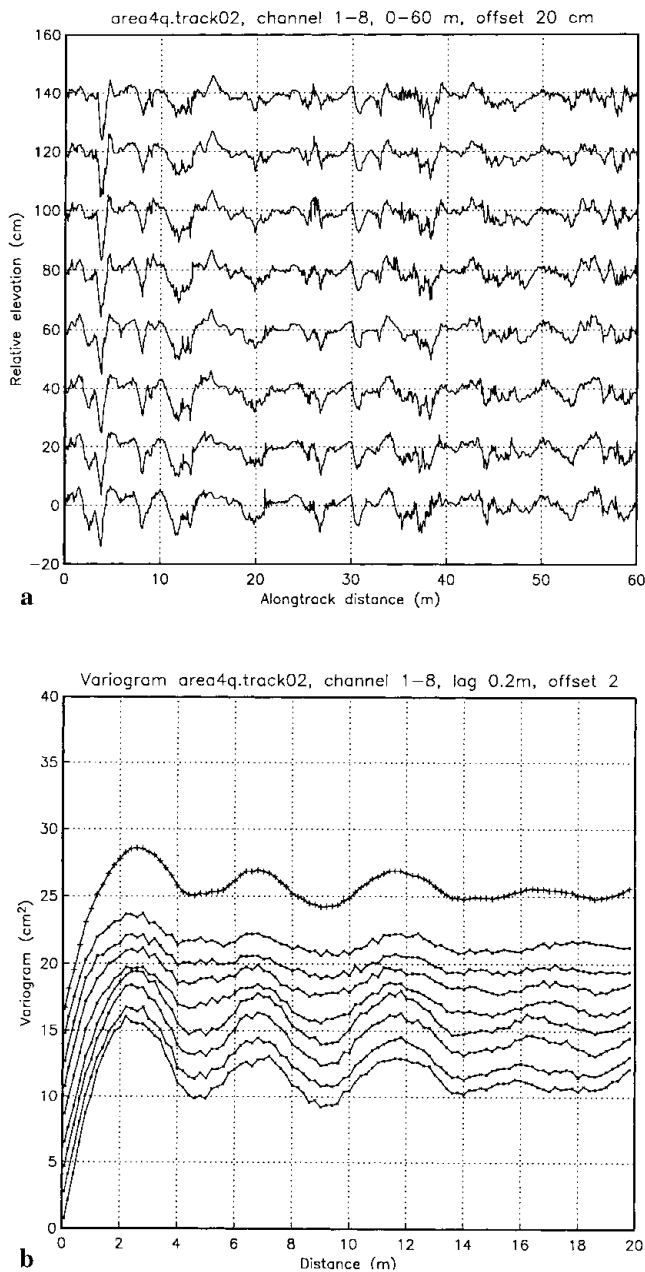 area4q.track02, channel 1-8, 0-60 m, offset 20 cm
160
140
120
100
80
60
40
20
0
-20
Relative elevation (cm)
0 10 20 30 40 50 60
Alongtrack distance (m)
a
Variogram area4q.track02, channel 1-8, lag 0.2m, offset 2
40
35
30
25
20
15
10
5
0
Variogram (cm²)
0 2 4 6 8 10 12 14 16 18 20
Distance (m)
b